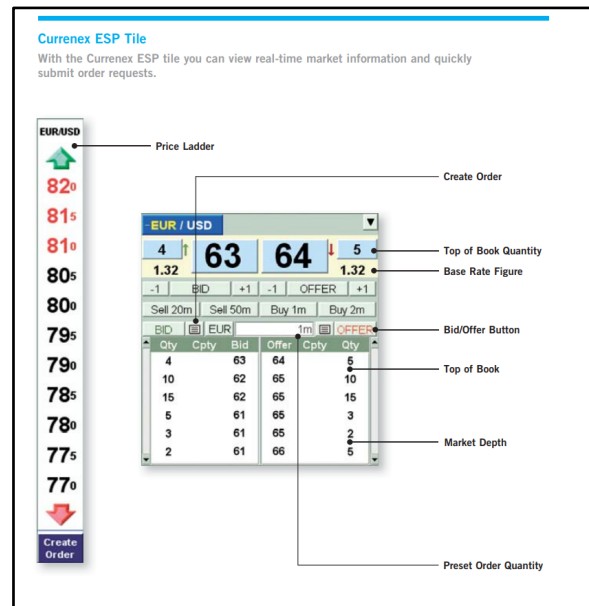 Currenex ESP Tile
With the Currenex ESP tile you can view real-time market information and quickly
submit order requests.
EUR/USD
Price Ladder
820
815
810
805
800
795
790
785
780
775
770
Create
Order
Create Order
EUR / USD
4 63 64 5
1.32 1.32
-1 BID +1 -1 OFFER +1
Sell 20m Sell 50m Buy 1m Buy 2m
BID EUR 1m OFFER
Qty Cpty Bid Offer Cpty Qty
4 63 64 5
10 62 65 10
15 62 65 15
5 61 65 3
3 61 65 2
2 61 66 5
Top of Book Quantity
Base Rate Figure
Bid/Offer Button
Top of Book
Market Depth
Preset Order Quantity